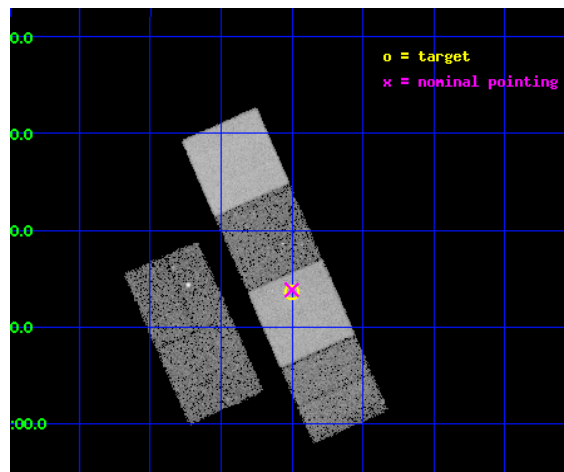 0.0
o = target
x = nominal pointing
0.0
0.0
0.0
:00.0